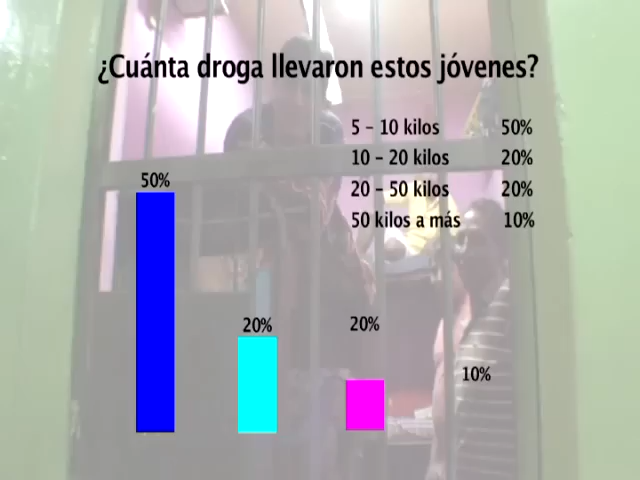 ¿Cuánta droga llevaron estos jóvenes?
5 – 10 kilos 50%
10 – 20 kilos 20%
20 – 50 kilos 20%
50 kilos a más 10%
50%
20%
20%
10%